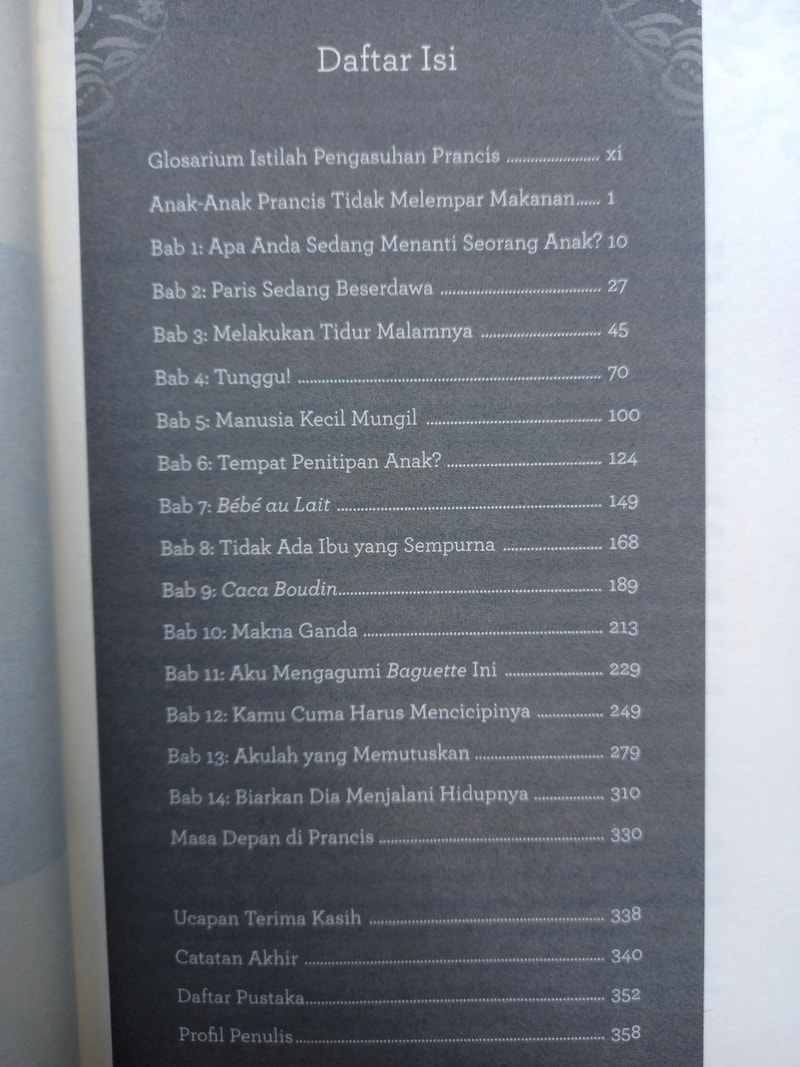 Daftar Isi
Glosarium Istilah Pengasuhan Prancis ........................ xi
Anak-Anak Prancis Tidak Melempar Makanan...... 1
Bab 1: Apa Anda Sedang Menanti Seorang Anak? 10
Bab 2: Paris Sedang Beserdawa ........................................ 27
Bab 3: Melakukan Tidur Malamnya .............................. 45
Bab 4: Tunggu! ............................................................................ 70
Bab 5: Manusia Kecil Mungil ............................................ 100
Bab 6: Tempat Penitipan Anak? ....................................... 124
Bab 7: Bébé au Lait .................................................................. 149
Bab 8: Tidak Ada Ibu yang Sempurna ......................... 168
Bab 9: Caca Boudin.................................................................. 189
Bab 10: Makna Ganda ............................................................ 213
Bab 11: Aku Mengagumi Baguette Ini ........................ 229
Bab 12: Kamu Cuma Harus Mencicipinya ................ 249
Bab 13: Akulah yang Memutuskan ................................ 279
Bab 14: Biarkan Dia Menjalani Hidupnya ................. 310
Masa Depan di Prancis ......................................................... 330
Ucapan Terima Kasih ........................................................... 338
Catatan Akhir ........................................................................... 340
Daftar Pustaka........................................................................... 352
Profil Penulis.............................................................................. 358